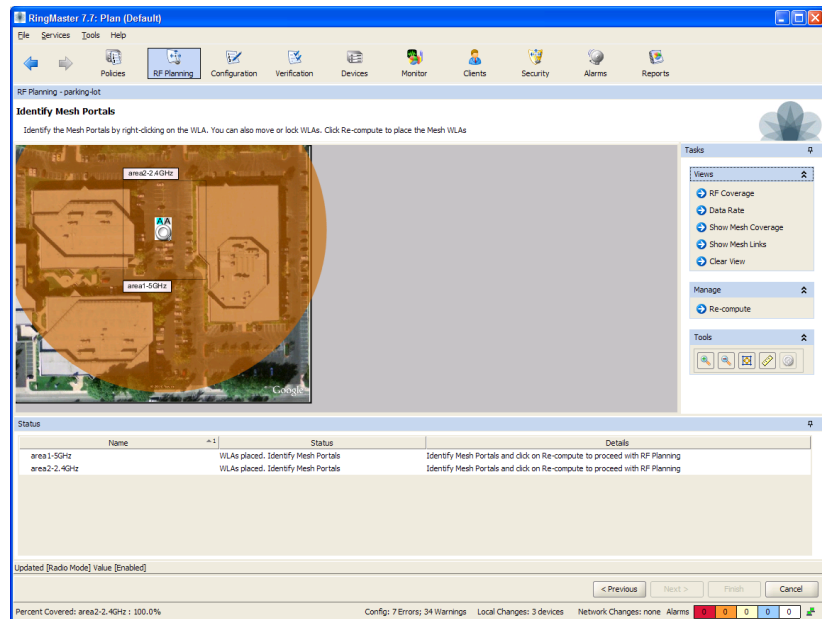 RingMaster 7.7: Plan (Default)
File Services Tools Help
Policies RF Planning Configuration Verification Devices Monitor Clients Security Alarms Reports
RF Planning - parking-lot
Identify Mesh Portals
Identify the Mesh Portals by right-clicking on the WLA. You can also move or lock WLAs. Click Re-compute to place the Mesh WLAs
area2-2.4GHz
AA
area1-5GHz
Google
Tasks
Views
RF Coverage
Data Rate
Show Mesh Coverage
Show Mesh Links
Clear View
Manage
Re-compute
Tools
Status
Name 1 Status Details
area1-5GHz WLAs placed. Identify Mesh Portals Identify Mesh Portals and click on Re-compute to proceed with RF Planning
area2-2.4GHz WLAs placed. Identify Mesh Portals Identify Mesh Portals and click on Re-compute to proceed with RF Planning
Updated [Radio Mode] Value [Enabled]
< Previous Next > Finish Cancel
Percent Covered: area2-2.4GHz : 100.0% Config: 7 Errors; 34 Warnings Local Changes: 3 devices Network Changes: none Alarms 0 0 0 0 0